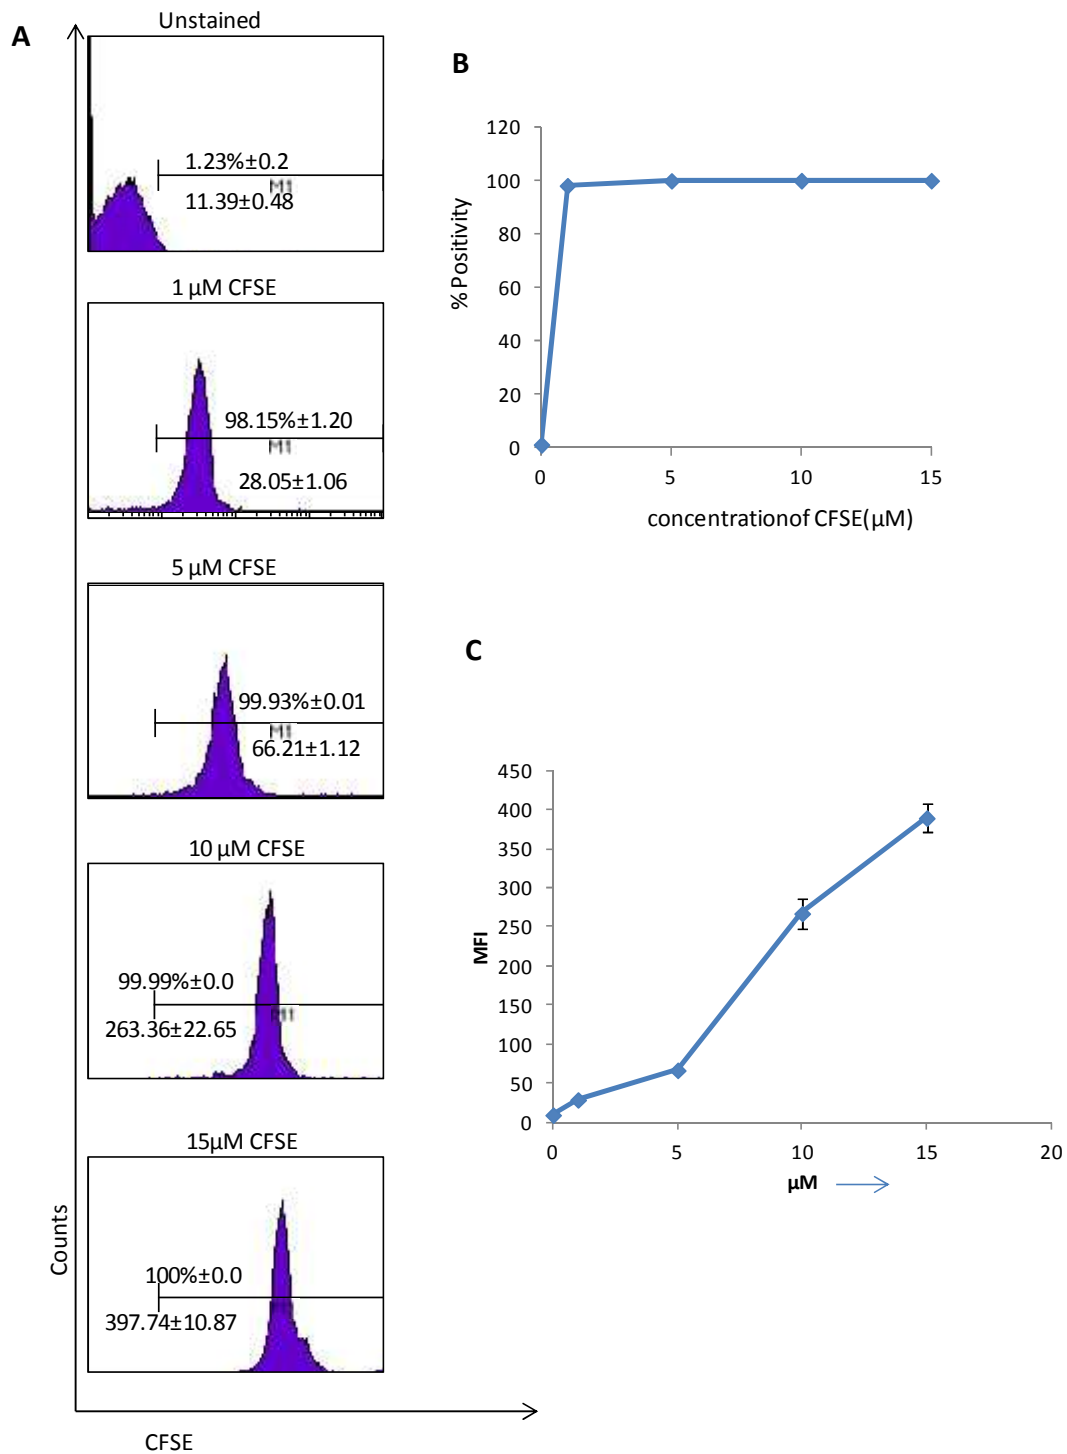 A
Unstained
1.23%±0.2
M1
11.39±0.48
1 µM CFSE
98.15%±1.20
M1
28.05±1.06
5 µM CFSE
99.93%±0.01
M1
66.21±1.12
10 µM CFSE
99.99%±0.0
M1
263.36±22.65
15µM CFSE
100%±0.0
397.74±10.87
Counts
CFSE
B
120
100
80
60
40
20
0
% Positivity
0 5 10 15
concentrationof CFSE(µM)
C
450
400
350
300
250
200
150
100
50
0
MFI
0 5 10 15 20
µM